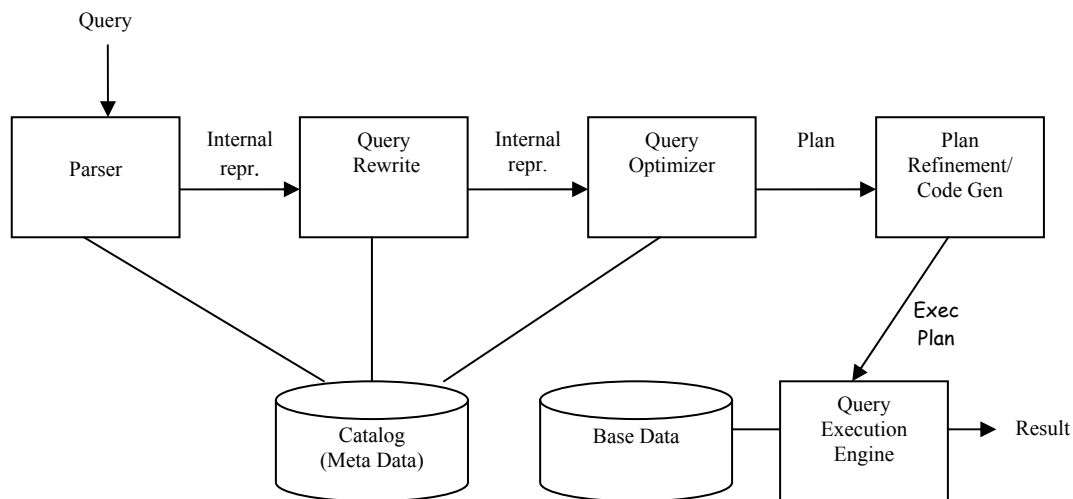 Query
Parser
Internal
repr.
Query
Rewrite
Internal
repr.
Query
Optimizer
Plan
Plan
Refinement/
Code Gen
Exec
Plan
Catalog
(Meta Data)
Base Data
Query
Execution
Engine
Result